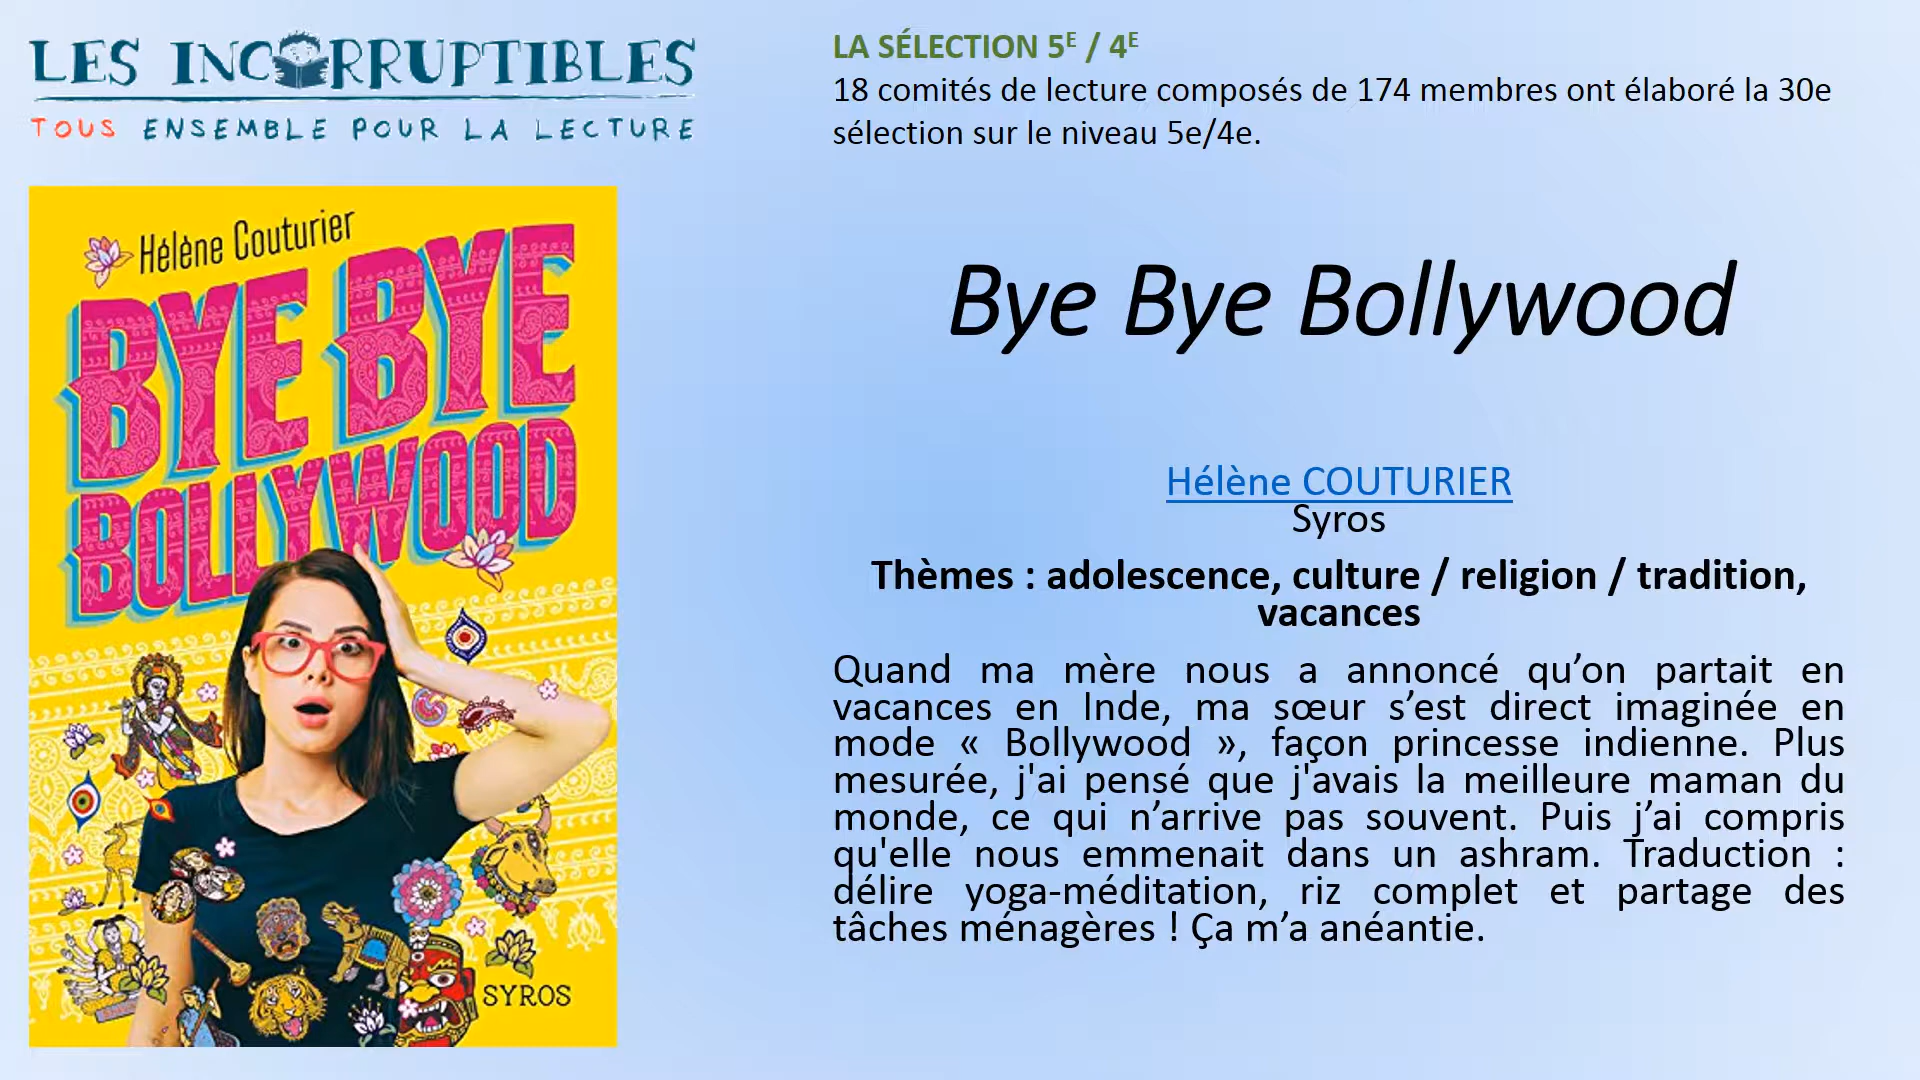 LES INCORRUPTIBLES
TOUS ENSEMBLE POUR LA LECTURE
LA SÉLECTION 5E / 4E
18 comités de lecture composés de 174 membres ont élaboré la 30e
sélection sur le niveau 5e/4e.
Hélène Couturier
BYE BYE
BOLLYWOOD
SYROS
Bye Bye Bollywood
Hélène COUTURIER
Syros
Thèmes : adolescence, culture / religion / tradition,
vacances
Quand ma mère nous a annoncé qu’on partait en
vacances en Inde, ma sœur s’est direct imaginée en
mode « Bollywood », façon princesse indienne. Plus
mesurée, j'ai pensé que j'avais la meilleure maman du
monde, ce qui n’arrive pas souvent. Puis j’ai compris
qu'elle nous emmenait dans un ashram. Traduction :
délire yoga-méditation, riz complet et partage des
tâches ménagères ! Ça m’a anéantie.